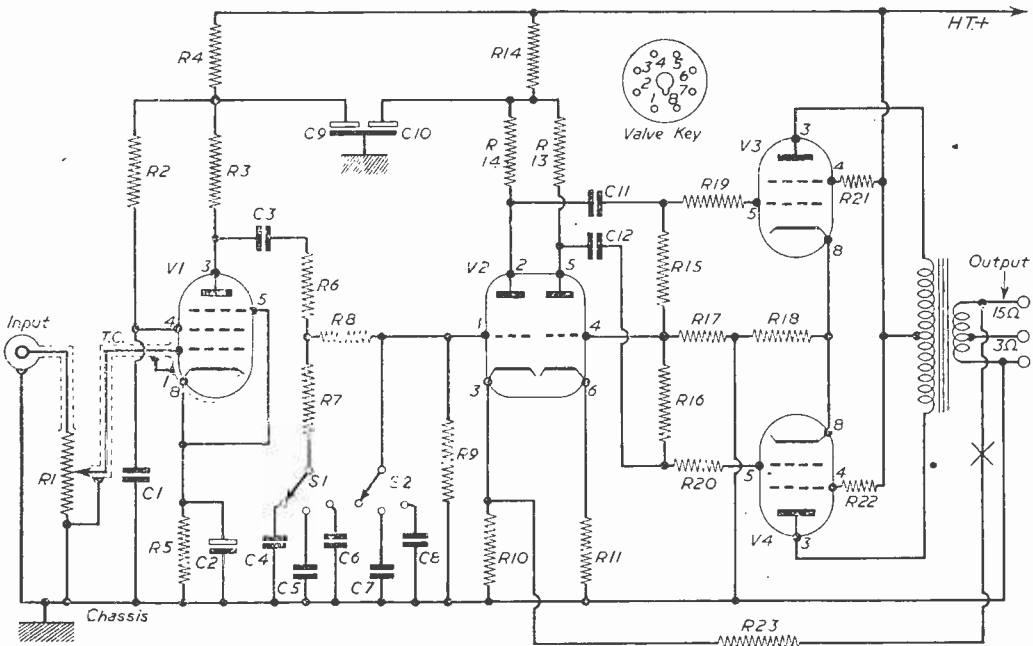 HT+
R4
R14
3 4 5
2 6
1 8 7
Valve Key
C9
C10
R2
R3
R
14
R
13
V3
3
4
R21
5
8
C11
R19
C3
C12
V1
3
5
4
T.C.
1
8
V2
2
5
1
4
3
6
R6
R15
R8
R17
R18
Output
15Ω
3Ω
Input
R7
R16
R1
C1
R9
S1
S2
R20
5
8
4
R22
V4
3
R5
C2
C4
C5
C6
C7
C8
R10
R11
Chassis
R23